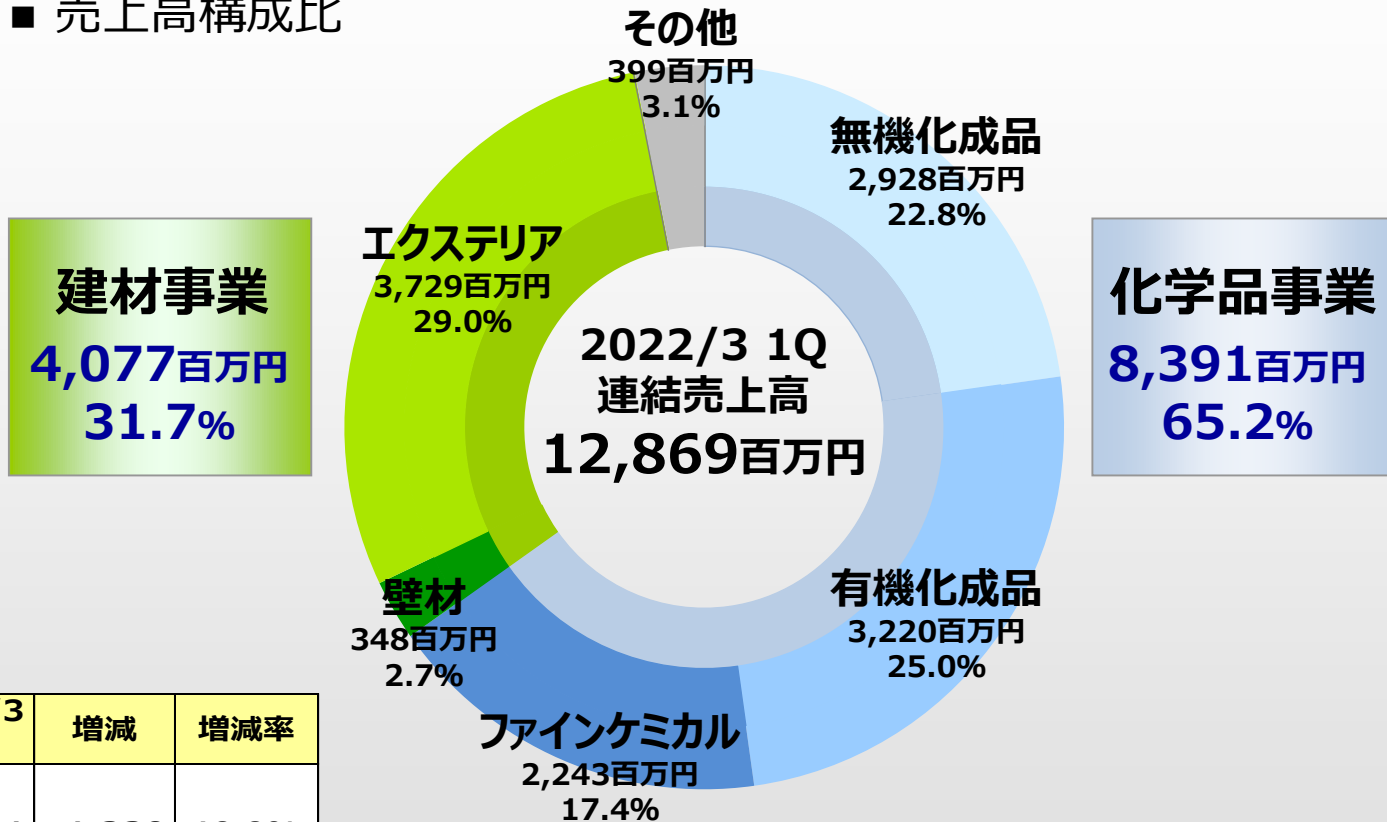 ■ 売上高構成比
その他
399百万円
3.1%
無機化成品
2,928百万円
22.8%
エクステリア
3,729百万円
29.0%
建材事業
4,077百万円
31.7%
2022/3 1Q
連結売上高
12,869百万円
化学品事業
8,391百万円
65.2%
有機化成品
3,220百万円
25.0%
壁材
348百万円
2.7%
ファインケミカル
2,243百万円
17.4%
3
増減
増減率